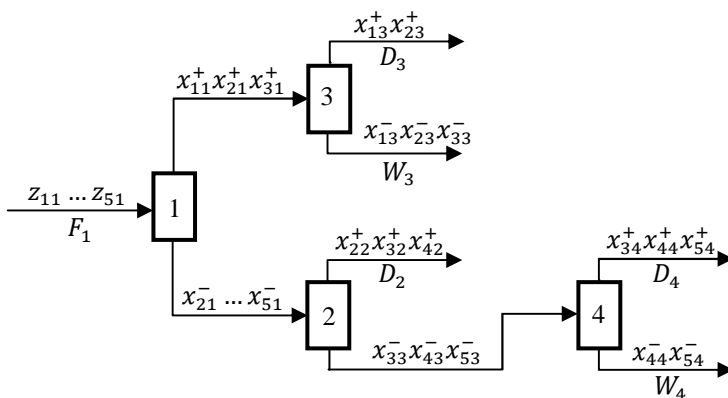 x₁₃⁺x₂₃⁺
D₃
x₁₁⁺x₂₁⁺x₃₁⁺
3
x₁₃⁻x₂₃⁻x₃₃⁻
W₃
z₁₁ … z₅₁
F₁
1
x₂₂⁺x₃₂⁺x₄₂⁺
D₂
x₃₄⁺x₄₄⁺x₅₄⁺
D₄
x₂₁⁻ … x₅₁⁻
2
4
x₃₃⁻x₄₃⁻x₅₃⁻
x₄₄⁻x₅₄⁻
W₄